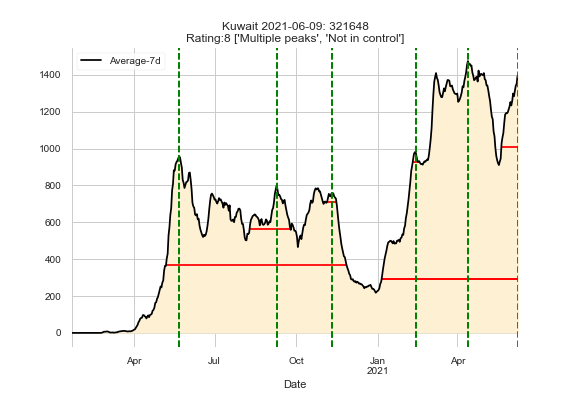 Kuwait 2021-06-09: 321648
Rating:8 ['Multiple peaks', 'Not in control']
Average-7d
1400
1200
1000
800
600
400
200
0
Apr Jul Oct Jan Apr
2021
Date